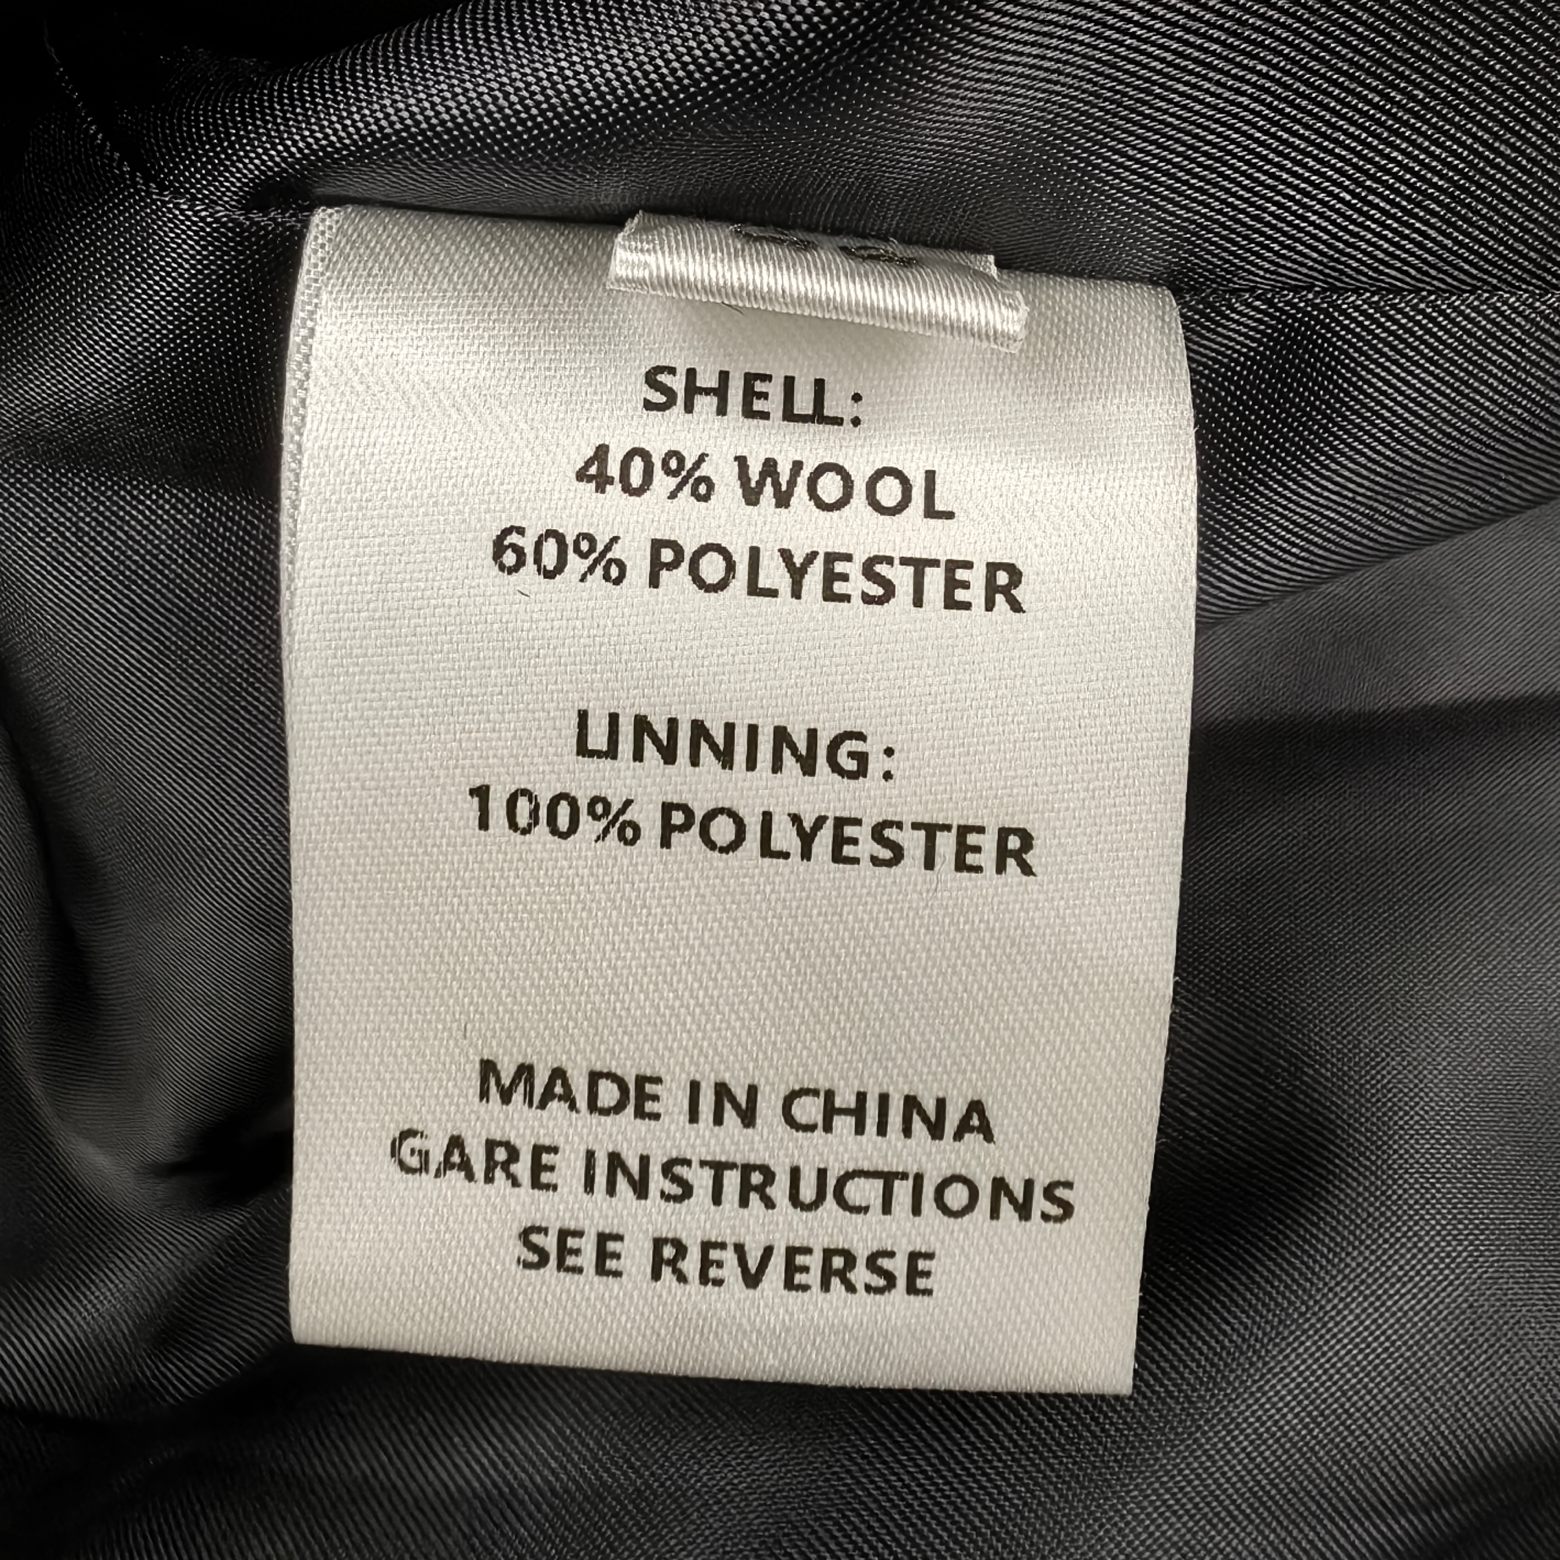 SHELL:
40% WOOL
60% POLYESTER
LINNING:
100% POLYESTER
MADE IN CHINA
GARE INSTRUCTIONS
SEE REVERSE